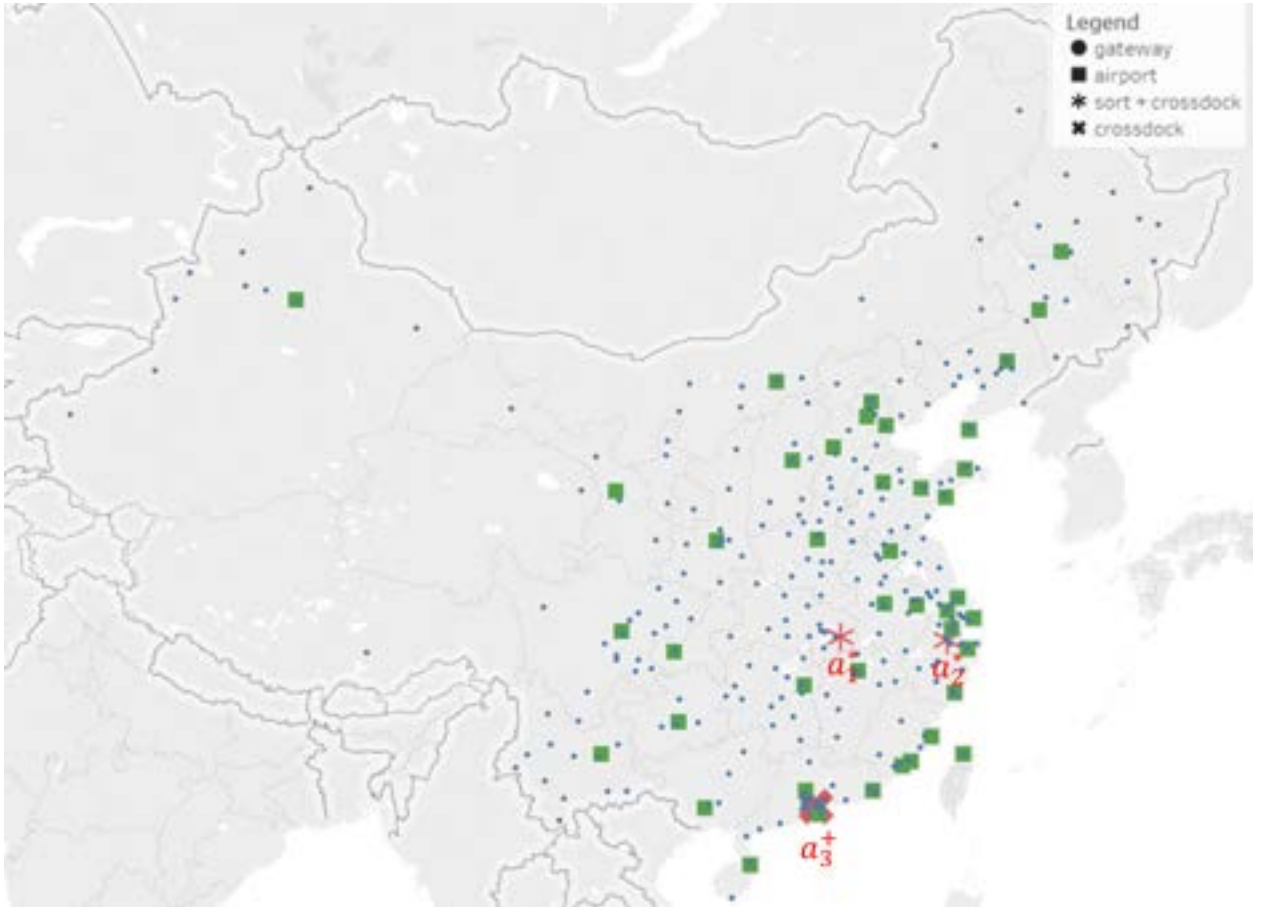 Legend
gateway
airport
sort + crossdock
crossdock
a₁*
a₂*
a₃⁺